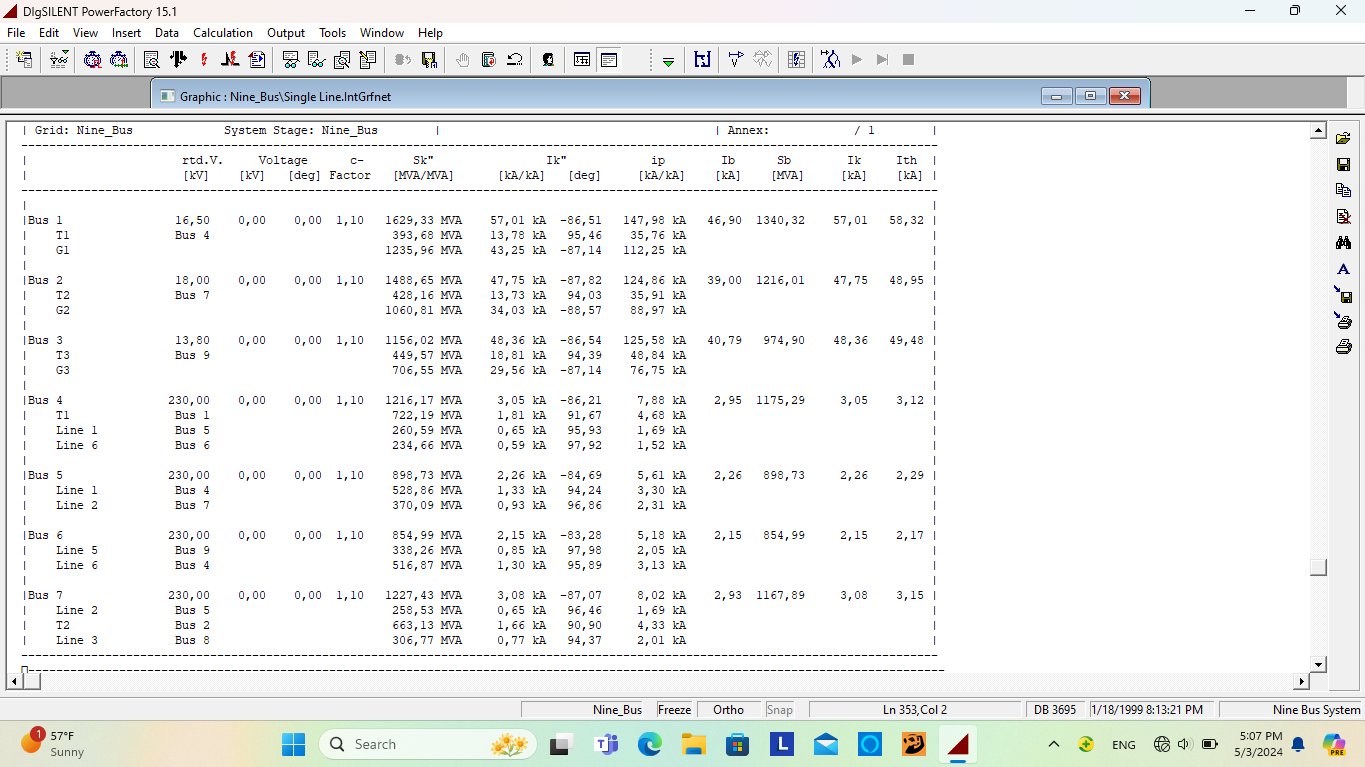 DIgSILENT PowerFactory 15.1
File Edit View Insert Data Calculation Output Tools Window Help
Graphic : Nine_Bus\Single Line.IntGrfnet
| Grid: Nine_Bus System Stage: Nine_Bus | | Annex: / 1 |
| rtd.V. Voltage c- Sk" Ik" ip Ib Sb Ik Ith |
| [kV] [kV] [deg] Factor [MVA/MVA] [kA/kA] [deg] [kA/kA] [kA] [MVA] [kA] [kA] |
|Bus 1 16,50 0,00 0,00 1,10 1629,33 MVA 57,01 kA -86,51 147,98 kA 46,90 1340,32 57,01 58,32 |
| T1 Bus 4 393,68 MVA 13,78 kA 95,46 35,76 kA |
| G1 1235,96 MVA 43,25 kA -87,14 112,25 kA |
|Bus 2 18,00 0,00 0,00 1,10 1488,65 MVA 47,75 kA -87,82 124,86 kA 39,00 1216,01 47,75 48,95 |
| T2 Bus 7 428,16 MVA 13,73 kA 94,03 35,91 kA |
| G2 1060,81 MVA 34,03 kA -88,57 88,97 kA |
|Bus 3 13,80 0,00 0,00 1,10 1156,02 MVA 48,36 kA -86,54 125,58 kA 40,79 974,90 48,36 49,48 |
| T3 Bus 9 449,57 MVA 18,81 kA 94,39 48,84 kA |
| G3 706,55 MVA 29,56 kA -87,14 76,75 kA |
|Bus 4 230,00 0,00 0,00 1,10 1216,17 MVA 3,05 kA -86,21 7,88 kA 2,95 1175,29 3,05 3,12 |
| T1 Bus 1 722,19 MVA 1,81 kA 91,67 4,68 kA |
| Line 1 Bus 5 260,59 MVA 0,65 kA 95,93 1,69 kA |
| Line 6 Bus 6 234,66 MVA 0,59 kA 97,92 1,52 kA |
|Bus 5 230,00 0,00 0,00 1,10 898,73 MVA 2,26 kA -84,69 5,61 kA 2,26 898,73 2,26 2,29 |
| Line 1 Bus 4 528,86 MVA 1,33 kA 94,24 3,30 kA |
| Line 2 Bus 7 370,09 MVA 0,93 kA 96,86 2,31 kA |
|Bus 6 230,00 0,00 0,00 1,10 854,99 MVA 2,15 kA -83,28 5,18 kA 2,15 854,99 2,15 2,17 |
| Line 5 Bus 9 338,26 MVA 0,85 kA 97,98 2,05 kA |
| Line 6 Bus 4 516,87 MVA 1,30 kA 95,89 3,13 kA |
|Bus 7 230,00 0,00 0,00 1,10 1227,43 MVA 3,08 kA -87,07 8,02 kA 2,93 1167,89 3,08 3,15 |
| Line 2 Bus 5 258,53 MVA 0,65 kA 96,46 1,69 kA |
| T2 Bus 2 663,13 MVA 1,66 kA 90,90 4,33 kA |
| Line 3 Bus 8 306,77 MVA 0,77 kA 94,37 2,01 kA |
Nine_Bus Freeze Ortho Snap Ln 353,Col 2 DB 3695 1/18/1999 8:13:21 PM Nine Bus System
1 57°F
Sunny
Search
ENG
5:07 PM
5/3/2024
PRE